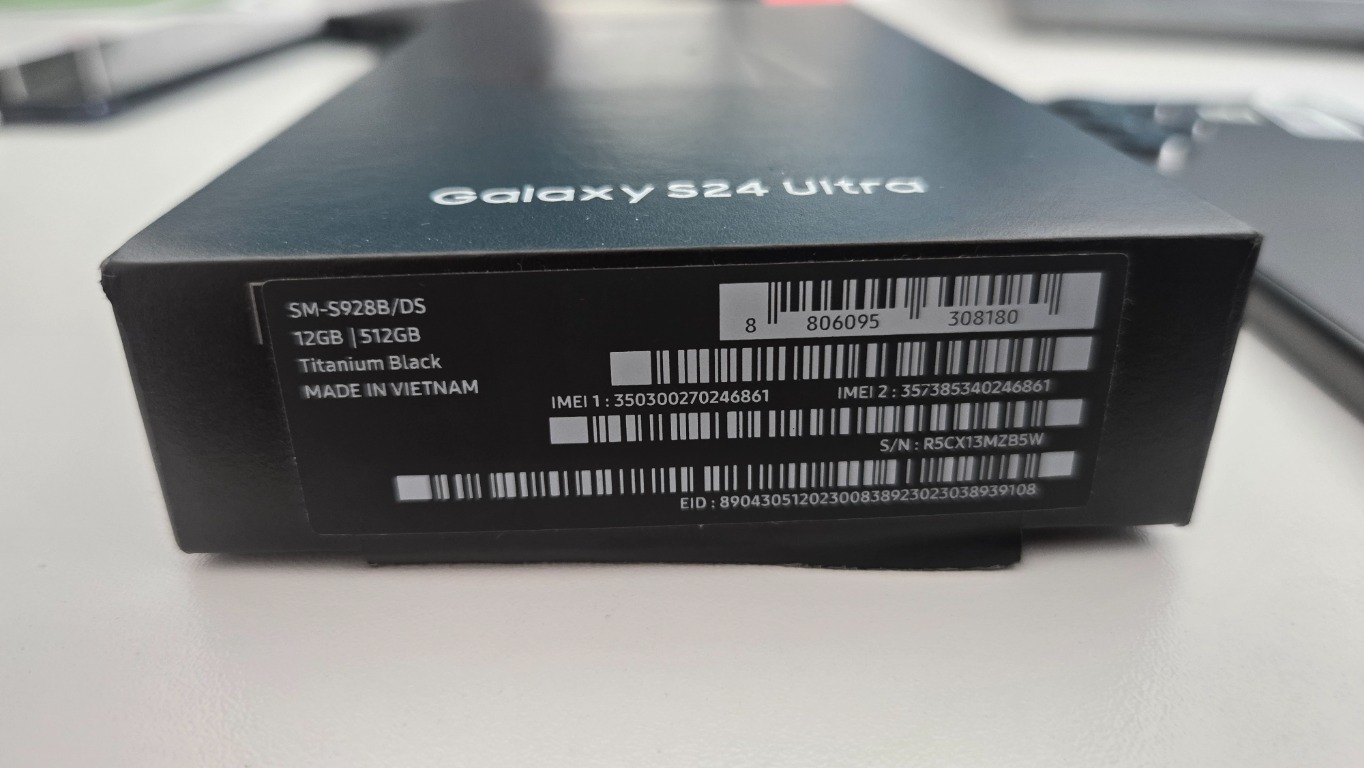 Galaxy S24 Ultra
SM-S928B/DS
12GB | 512GB
Titanium Black
MADE IN VIETNAM
8 806095 308180
IMEI 1 : 350300270246861 IMEI 2 : 357385340246861
S/N : R5CX13MZB5W
EID : 89043051202300838923023038939108